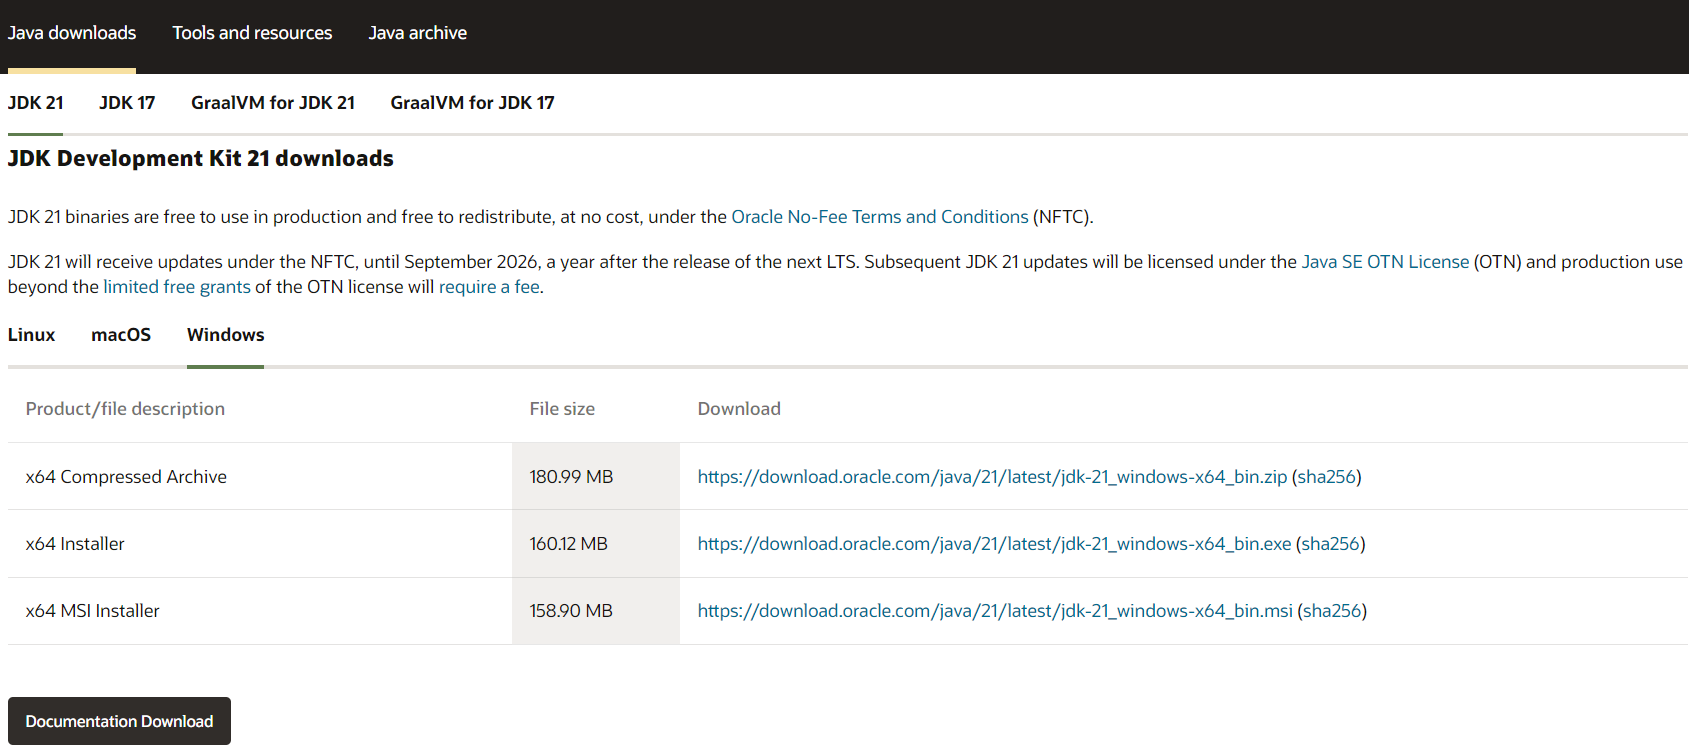 Java downloads Tools and resources Java archive
JDK 21 JDK 17 GraalVM for JDK 21 GraalVM for JDK 17
JDK Development Kit 21 downloads
JDK 21 binaries are free to use in production and free to redistribute, at no cost, under the Oracle No-Fee Terms and Conditions (NFTC).
JDK 21 will receive updates under the NFTC, until September 2026, a year after the release of the next LTS. Subsequent JDK 21 updates will be licensed under the Java SE OTN License (OTN) and production use
beyond the limited free grants of the OTN license will require a fee.
Linux macOS Windows
Product/file description File size Download
x64 Compressed Archive 180.99 MB https://download.oracle.com/java/21/latest/jdk-21_windows-x64_bin.zip (sha256)
x64 Installer 160.12 MB https://download.oracle.com/java/21/latest/jdk-21_windows-x64_bin.exe (sha256)
x64 MSI Installer 158.90 MB https://download.oracle.com/java/21/latest/jdk-21_windows-x64_bin.msi (sha256)
Documentation Download